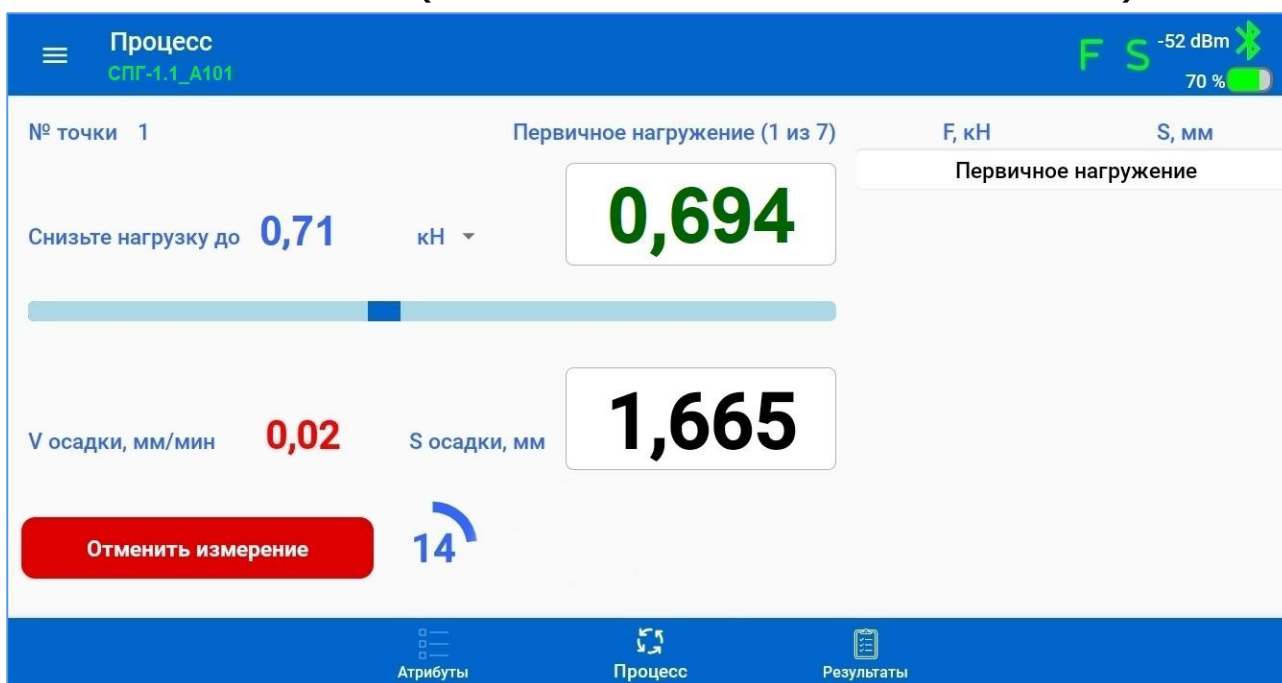 Процесс
СПГ-1.1_А101
F S -52 dBm
70 %
№ точки 1
Первичное нагружение (1 из 7)
F, кН S, мм
Первичное нагружение
Снизьте нагрузку до 0,71 кН 0,694
V осадки, мм/мин 0,02 S осадки, мм 1,665
Отменить измерение 14
Атрибуты Процесс Результаты